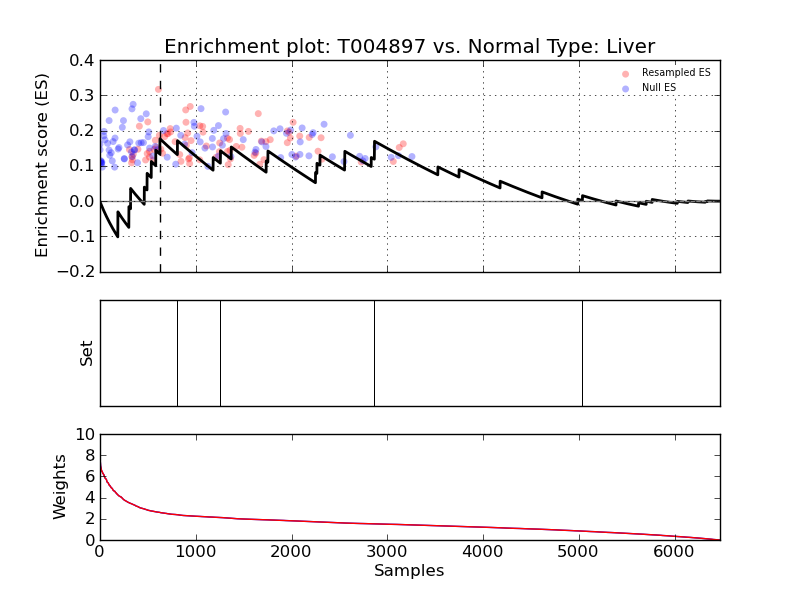 Enrichment plot: T004897 vs. Normal Type: Liver
Enrichment score (ES)
0.4
0.3
0.2
0.1
0.0
−0.1
−0.2
Resampled ES
Null ES
Set
Weights
10
8
6
4
2
0
0 1000 2000 3000 4000 5000 6000
Samples